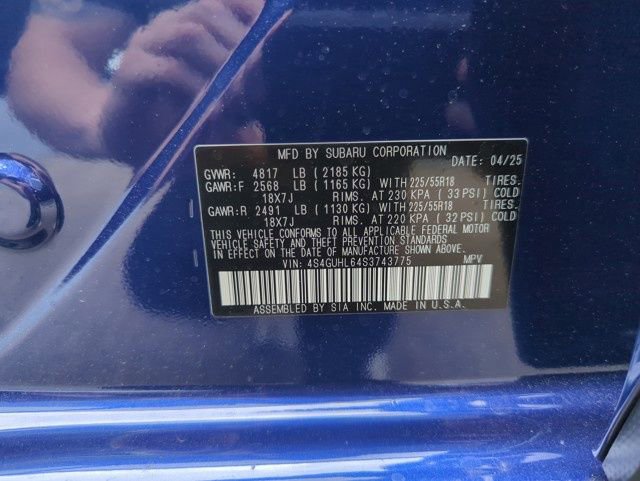 MFD BY SUBARU CORPORATION
DATE: 04/25
GVWR: 4817 LB ( 2185 KG)
GAWR:F 2568 LB ( 1165 KG) WITH 225/55R18 TIRES.
18X7J RIMS. AT 230 KPA ( 33 PSI) COLD
GAWR:R 2491 LB ( 1130 KG) WITH 225/55R18 TIRES.
18X7J RIMS. AT 220 KPA ( 32 PSI) COLD
THIS VEHICLE CONFORMS TO ALL APPLICABLE FEDERAL MOTOR
VEHICLE SAFETY AND THEFT PREVENTION STANDARDS
IN EFFECT ON THE DATE OF MANUFACTURE SHOWN ABOVE.
VIN: 4S4GUHL64S3743775 MPV
ASSEMBLED BY SIA INC. MADE IN U.S.A.